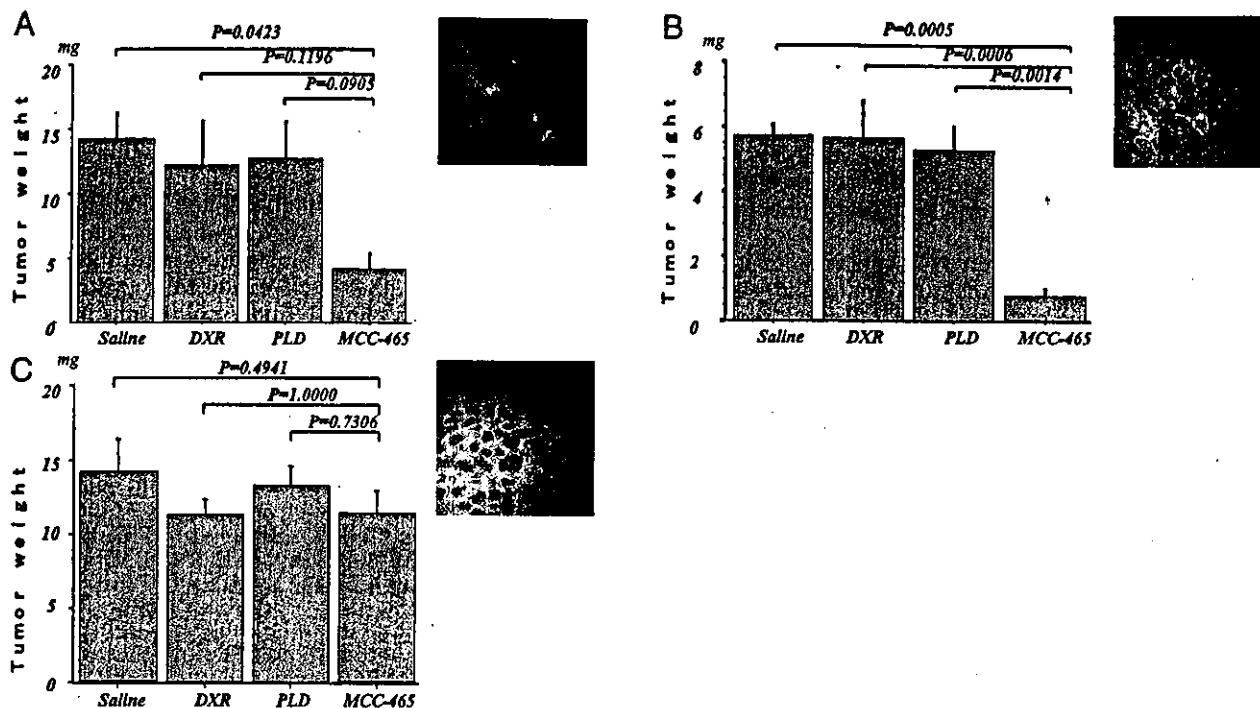 A
mg
P=0.0423
P=0.1196
P=0.0905
Tumor weight
20
15
10
5
0
Saline DXR PLD MCC-465
B
mg
P=0.0005
P=0.0006
P=0.0014
Tumor weight
8
6
4
2
0
Saline DXR PLD MCC-465
C
mg
P=0.4941
P=1.0000
P=0.7306
Tumor weight
20
15
10
5
0
Saline DXR PLD MCC-465